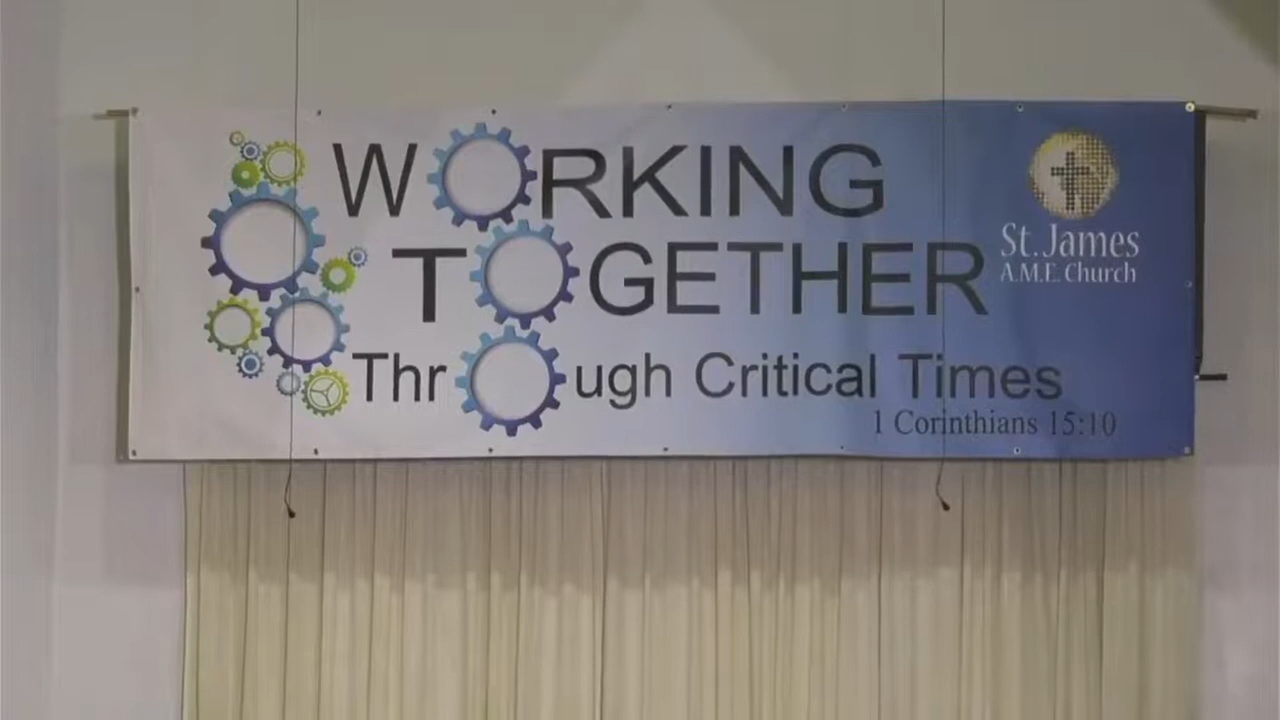 WORKING
TOGETHER
Through Critical Times
1 Corinthians 15:10
St. James
A.M.E. Church